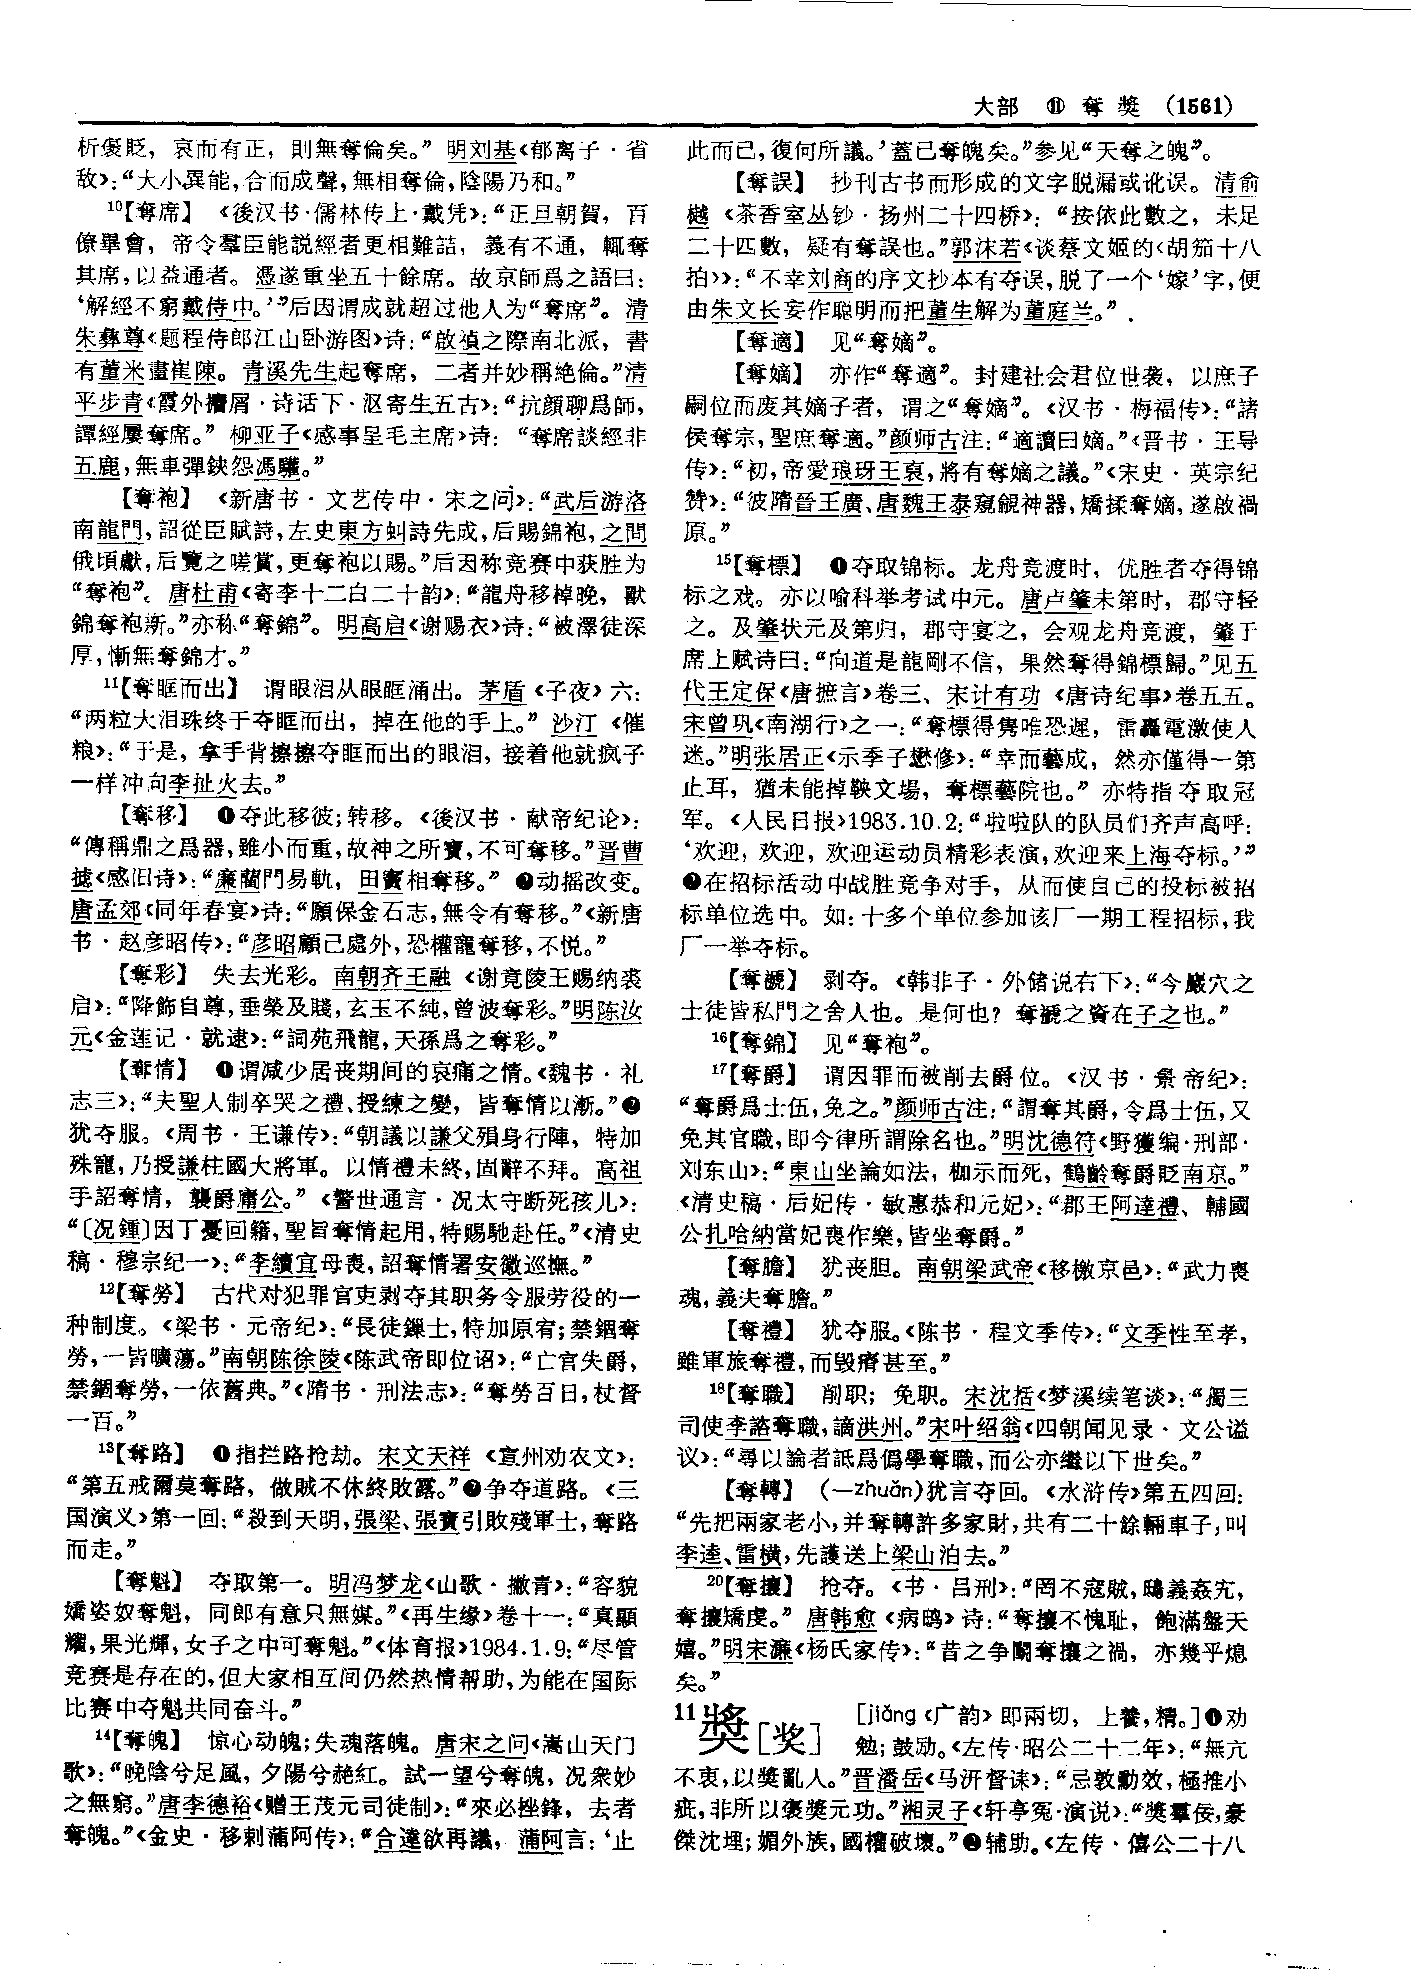 大部 ⑪ 奪獎 (1561)
析褒貶，哀而有正，則無奪倫矣。” 明刘基《郁离子·省
敌》：“大小異能，合而成聲，無相奪倫，陰陽乃和。”
10【奪席】 《後汉书·儒林传上·戴凭》：“正旦朝賀，百
僚畢會，帝令羣臣能説經者更相難詰，義有不通，輒奪
其席，以益通者。憑遂重坐五十餘席。故京師爲之語曰：
‘解經不窮戴侍中。’”后因谓成就超过他人为“奪席”。清
朱彝尊《题程侍郎江山卧游图》诗：“啟禎之際南北派，書
有董米畫崔陳。青溪先生起奪席，二者并妙稱絶倫。”清
平步青《霞外攟屑·诗话下·沤寄生五古》：“抗顔聊爲師，
譚經屢奪席。” 柳亚子《感事呈毛主席》诗：“奪席談經非
五鹿，無車彈鋏怨馮驩。”
【奪袍】 《新唐书·文艺传中·宋之问》：“武后游洛
南龍門，詔從臣賦詩，左史東方虬詩先成，后賜錦袍，之問
俄頃獻，后覽之嗟賞，更奪袍以賜。”后因称竞赛中获胜为
“奪袍”。唐杜甫《寄李十二白二十韵》：“龍舟移棹晚，獸
錦奪袍新。”亦称“奪錦”。明高启《谢赐衣》诗：“被澤徒深
厚，慚無奪錦才。”
11【奪眶而出】 谓眼泪从眼眶涌出。茅盾《子夜》六：
“两粒大泪珠终于夺眶而出，掉在他的手上。” 沙汀《催
粮》：“于是，拿手背擦擦夺眶而出的眼泪，接着他就疯子
一样冲向李扯火去。”
【奪移】 ❶夺此移彼；转移。《後汉书·献帝纪论》：
“傳稱鼎之爲器，雖小而重，故神之所寶，不可奪移。”晋曹
摅《感旧诗》：“廉藺門易軌，田竇相奪移。” ❷动摇改变。
唐孟郊《同年春宴》诗：“願保金石志，無令有奪移。”《新唐
书·赵彦昭传》：“彦昭顧己處外，恐權寵奪移，不悦。”
【奪彩】 失去光彩。南朝齐王融《谢竟陵王赐纳裘
启》：“降飾自尊，垂榮及賤，玄玉不純，曾波奪彩。”明陈汝
元《金莲记·就逮》：“詞苑飛龍，天孫爲之奪彩。”
【奪情】 ❶谓减少居丧期间的哀痛之情。《魏书·礼
志三》：“夫聖人制卒哭之禮、授練之變，皆奪情以漸。”❷
犹夺服。《周书·王谦传》：“朝議以謙父殞身行陣，特加
殊寵，乃授謙柱國大將軍。以情禮未終，固辭不拜。高祖
手詔奪情，襲爵庸公。”《警世通言·况太守断死孩儿》：
“〔况鍾〕因丁憂回籍，聖旨奪情起用，特赐馳赴任。”《清史
稿·穆宗纪一》：“李續宜母喪，詔奪情署安徽巡撫。”
12【奪勞】 古代对犯罪官吏剥夺其职务令服劳役的一
种制度。《梁书·元帝纪》：“長徒鏁士，特加原宥；禁錮奪
勞，一皆曠蕩。”南朝陈徐陵《陈武帝即位诏》：“亡官失爵，
禁錮奪勞，一依舊典。”《隋书·刑法志》：“奪勞百日，杖督
一百。”
13【奪路】 ❶指拦路抢劫。宋文天祥《宣州劝农文》：
“第五戒爾莫奪路，做賊不休終敗露。”❷争夺道路。《三
国演义》第一回：“殺到天明，張梁、張寶引敗殘軍士，奪路
而走。”
【奪魁】 夺取第一。明冯梦龙《山歌·撇青》：“容貌
嬌姿奴奪魁，同郎有意只無媒。”《再生缘》卷十一：“真顯
耀，果光輝，女子之中可奪魁。”《体育报》1984.1.9：“尽管
竞赛是存在的，但大家相互间仍然热情帮助，为能在国际
比赛中夺魁共同奋斗。”
14【奪魄】 惊心动魄；失魂落魄。唐宋之问《嵩山天门
歌》：“晚陰兮足風，夕陽兮赩紅。試一望兮奪魄，况衆妙
之無窮。”唐李德裕《赠王茂元司徒制》：“來必挫鋒，去者
奪魄。”《金史·移剌蒲阿传》：“合達欲再議，蒲阿言：‘止
此而已，復何所議。’蓋已奪魄矣。”参见“天奪之魄”。
【奪誤】 抄刊古书而形成的文字脱漏或讹误。清俞
樾《茶香室丛钞·扬州二十四桥》：“按依此數之，未足
二十四數，疑有奪誤也。”郭沫若《谈蔡文姬的〈胡笳十八
拍〉》：“不幸刘商的序文抄本有夺误，脱了一个‘嫁’字，便
由朱文长妄作聪明而把董生解为董庭兰。”
【奪適】 见“奪嫡”。
【奪嫡】 亦作“奪適”。封建社会君位世袭，以庶子
嗣位而废其嫡子者，谓之“奪嫡”。《汉书·梅福传》：“諸
侯奪宗，聖庶奪適。”颜师古注：“適讀曰嫡。”《晋书·王导
传》：“初，帝愛琅玡王裒，將有奪嫡之議。”《宋史·英宗纪
赞》：“彼隋晉王廣、唐魏王泰窺覦神器，矯揉奪嫡，遂啟禍
原。”
15【奪標】 ❶夺取锦标。龙舟竞渡时，优胜者夺得锦
标之戏。亦以喻科举考试中元。唐卢肇未第时，郡守轻
之。及肇状元及第归，郡守宴之，会观龙舟竞渡，肇于
席上赋诗曰：“向道是龍剛不信，果然奪得錦標歸。”见五
代王定保《唐摭言》卷三、宋计有功《唐诗纪事》卷五五。
宋曾巩《南湖行》之一：“奪標得雋唯恐遲，雷轟電激使人
迷。”明张居正《示季子懋修》：“幸而藝成，然亦僅得一第
止耳，猶未能掉鞅文場，奪標藝院也。” 亦特指夺取冠
军。《人民日报》1983.10.2：“啦啦队的队员们齐声高呼：
‘欢迎，欢迎，欢迎运动员精彩表演，欢迎来上海夺标。’”
❷在招标活动中战胜竞争对手，从而使自己的投标被招
标单位选中。如：十多个单位参加该厂一期工程招标，我
厂一举夺标。
【奪褫】 剥夺。《韩非子·外储说右下》：“今巖穴之
士徒皆私門之舍人也。是何也？奪褫之資在子之也。”
16【奪錦】 见“奪袍”。
17【奪爵】 谓因罪而被削去爵位。《汉书·景帝纪》：
“奪爵爲士伍，免之。”颜师古注：“謂奪其爵，令爲士伍，又
免其官職，即今律所謂除名也。”明沈德符《野獲编·刑部·
刘东山》：“東山坐論如法，枷示而死，鶴齡奪爵貶南京。”
《清史稿·后妃传·敏惠恭和元妃》：“郡王阿達禮、輔國
公扎哈納當妃喪作樂，皆坐奪爵。”
【奪膽】 犹丧胆。南朝梁武帝《移檄京邑》：“武力喪
魂，義夫奪膽。”
【奪禮】 犹夺服。《陈书·程文季传》：“文季性至孝，
雖軍旅奪禮，而毁瘠甚至。”
18【奪職】 削职；免职。宋沈括《梦溪续笔谈》：“獨三
司使李諮奪職，謫洪州。”宋叶绍翁《四朝闻见录·文公谥
议》：“尋以論者詆爲僞學奪職，而公亦繼以下世矣。”
【奪轉】 (—zhuǎn)犹言夺回。《水浒传》第五四回：
“先把兩家老小，并奪轉許多家財，共有二十餘輛車子，叫
李逵、雷横，先護送上梁山泊去。”
20【奪攘】 抢夺。《书·吕刑》：“罔不寇賊，鴟義姦宄，
奪攘矯虔。” 唐韩愈《病鸱》诗：“奪攘不愧耻，飽滿盤天
嬉。”明宋濂《杨氏家传》：“昔之争鬭奪攘之禍，亦幾乎熄
矣。”
11獎［奖］ ［jiǎng《广韵》即兩切，上養，精。］❶劝
勉；鼓励。《左传·昭公二十二年》：“無亢
不衷，以獎亂人。”晋潘岳《马汧督诔》：“忌敦勳效，極推小
疵，非所以褒獎元功。”湘灵子《轩亭冤·演说》：“獎羣佞，豪
傑沈埋；媚外族，國權破壞。”❷辅助。《左传·僖公二十八